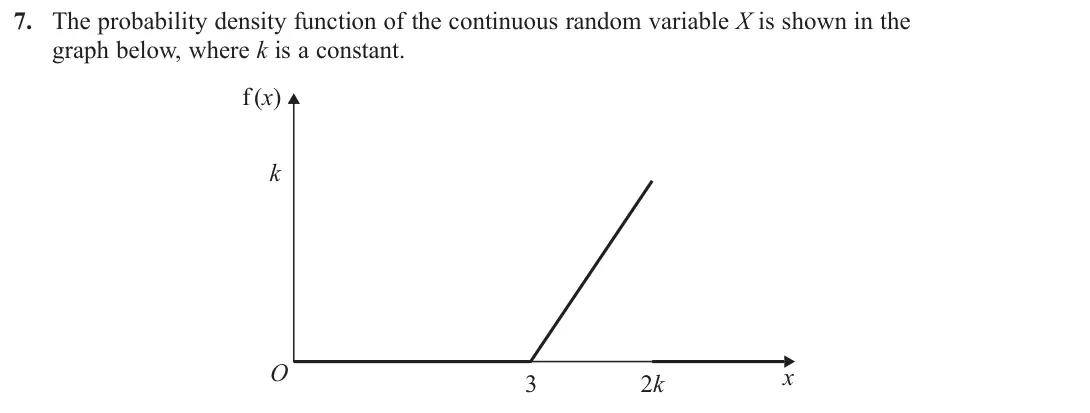 7. The probability density function of the continuous random variable X is shown in the
graph below, where k is a constant.
f(x)
k
O
3
2k
x